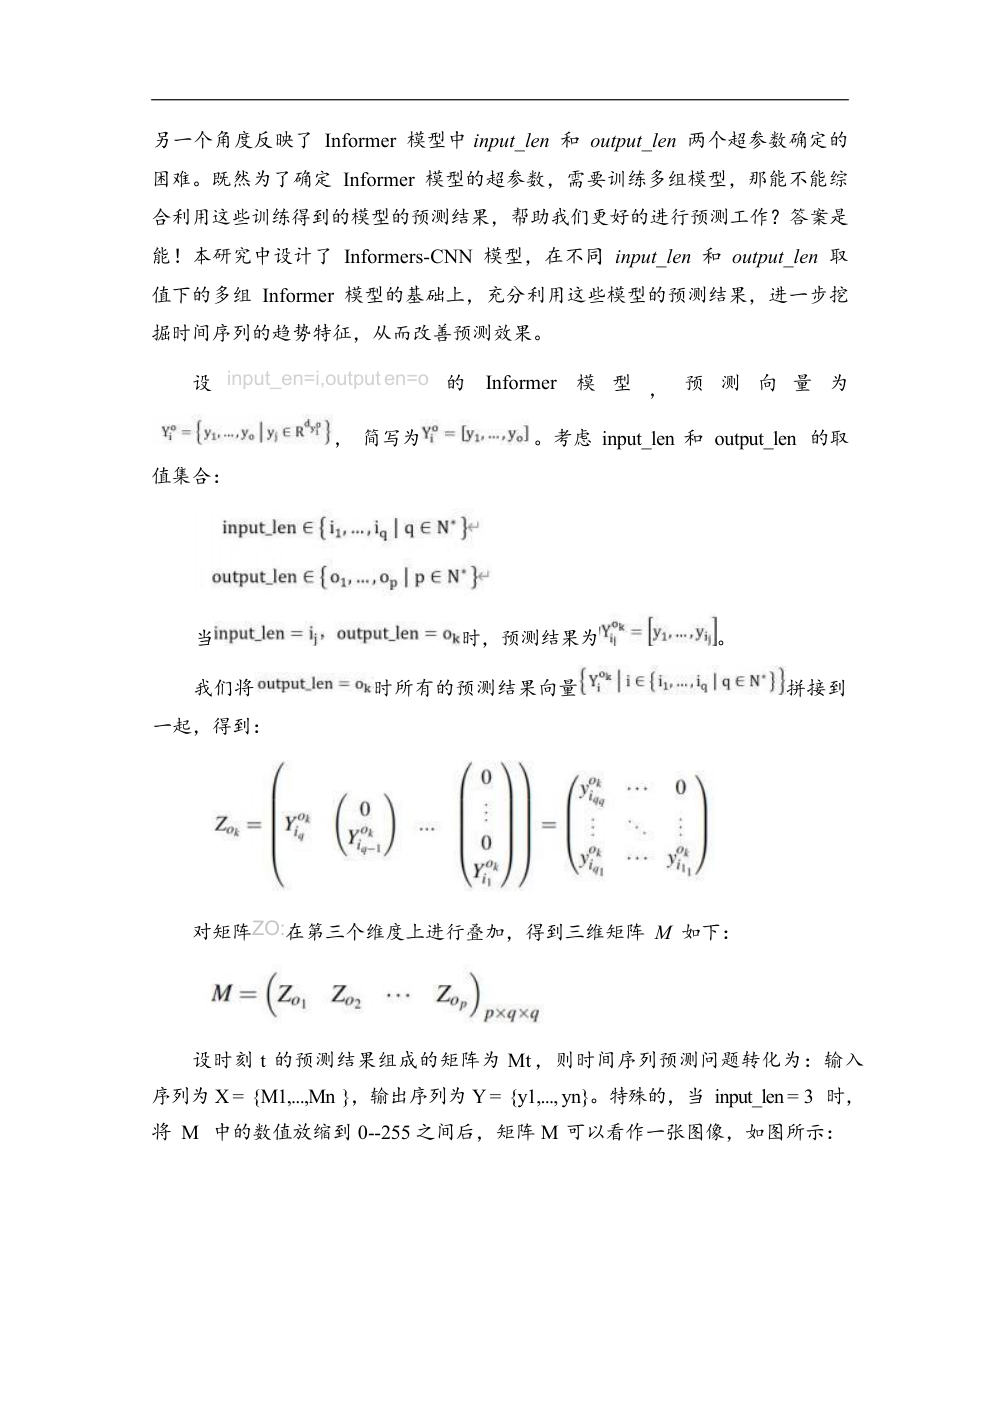 另一个角度反映了 Informer 模型中 input_len 和 output_len 两个超参数确定的
困难。既然为了确定 Informer 模型的超参数，需要训练多组模型，那能不能综
合利用这些训练得到的模型的预测结果，帮助我们更好的进行预测工作？答案是
能！本研究中设计了 Informers-CNN 模型，在不同 input_len 和 output_len 取
值下的多组 Informer 模型的基础上，充分利用这些模型的预测结果，进一步挖
掘时间序列的趋势特征，从而改善预测效果。
设 input_en=i,output en=o 的 Informer 模型，预测向量为
Y_i^o = {y_1,...,y_o | y_j ∈ R^{d_{y_i^o}}}， 简写为 Y_i^o = [y_1,...,y_o] 。考虑 input_len 和 output_len 的取
值集合：
input_len ∈ {i_1,...,i_q | q ∈ N^*}↵
output_len ∈ {o_1,...,o_p | p ∈ N^*}↵
当 input_len = i_j，output_len = o_k 时，预测结果为 Y_{i_j}^{o_k} = [y_1,...,y_{i_j}]。
我们将 output_len = o_k 时所有的预测结果向量 {Y_i^{o_k} | i ∈ {i_1,...,i_q | q ∈ N^*}} 拼接到
一起，得到：
Z_{o_k} = ( Y_{i_q}^{o_k} (0 Y_{i_{q-1}}^{o_k}) ... (0 ⋮ 0 Y_{i_1}^{o_k}) ) = ( y_{i_{qq}}^{o_k} ⋯ 0 ⋮ ⋱ ⋮ y_{i_{q1}}^{o_k} ⋯ y_{i_{11}}^{o_k} )
对矩阵 ZO: 在第三个维度上进行叠加，得到三维矩阵 M 如下：
M = (Z_{o_1} Z_{o_2} ⋯ Z_{o_p})_{p×q×q}
设时刻 t 的预测结果组成的矩阵为 Mt，则时间序列预测问题转化为：输入
序列为 X = {M1,...,Mn }，输出序列为 Y = {y1,..., yn}。特殊的，当 input_len = 3 时，
将 M 中的数值放缩到 0--255 之间后，矩阵 M 可以看作一张图像，如图所示：